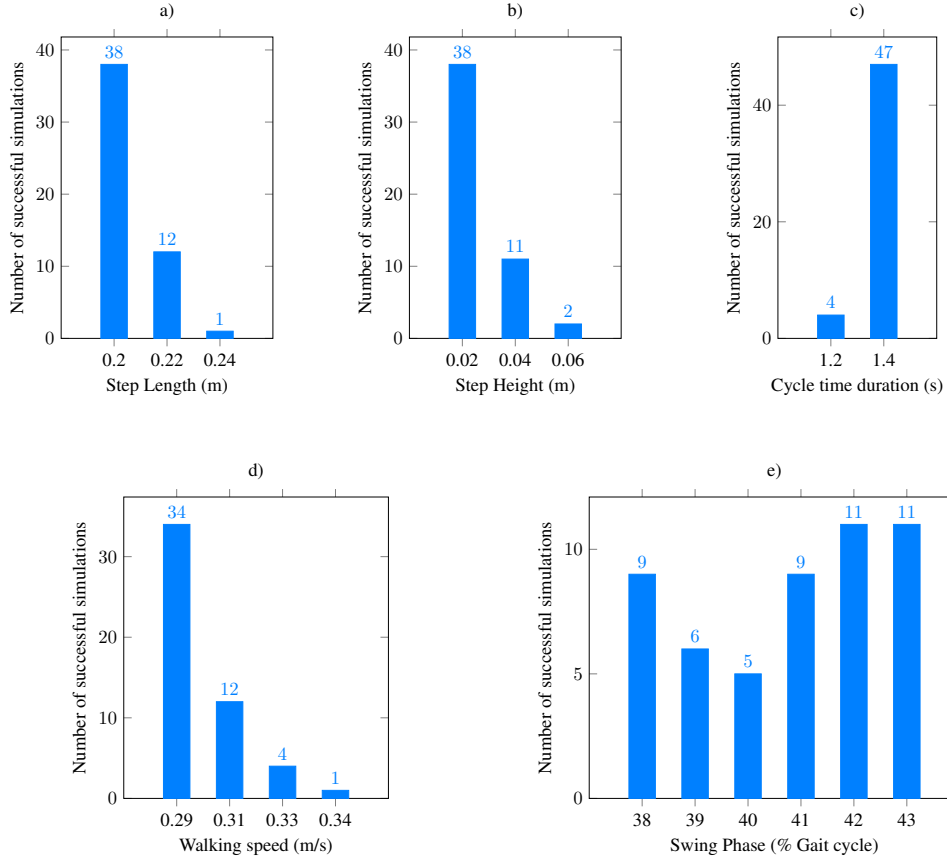 a)
Number of successful simulations
40
30
20
10
0
38
12
1
0.2 0.22 0.24
Step Length (m)
b)
Number of successful simulations
40
30
20
10
0
38
11
2
0.02 0.04 0.06
Step Height (m)
c)
Number of successful simulations
40
20
0
4
47
1.2 1.4
Cycle time duration (s)
d)
Number of successful simulations
30
20
10
0
34
12
4
1
0.29 0.31 0.33 0.34
Walking speed (m/s)
e)
Number of successful simulations
10
5
0
9
6
5
9
11
11
38 39 40 41 42 43
Swing Phase (% Gait cycle)